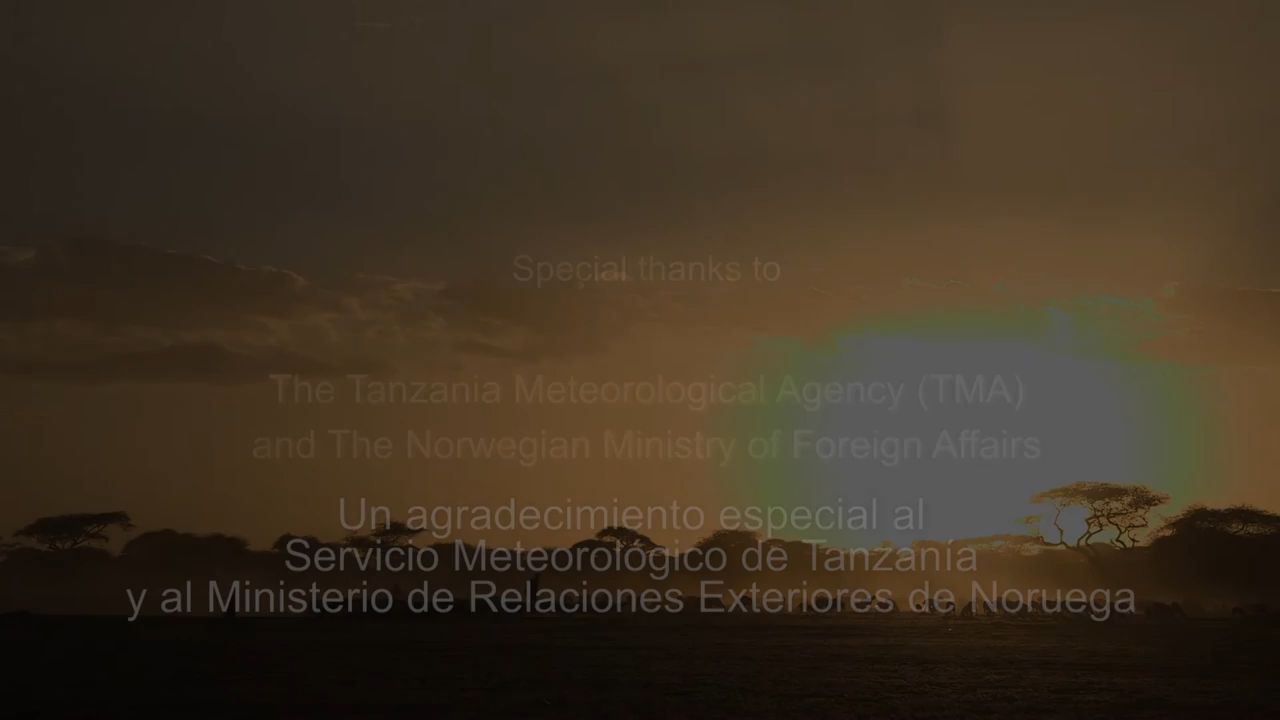 Special thanks to
The Tanzania Meteorological Agency (TMA)
and The Norwegian Ministry of Foreign Affairs
Un agradecimiento especial al
Servicio Meteorológico de Tanzanía
y al Ministerio de Relaciones Exteriores de Noruega